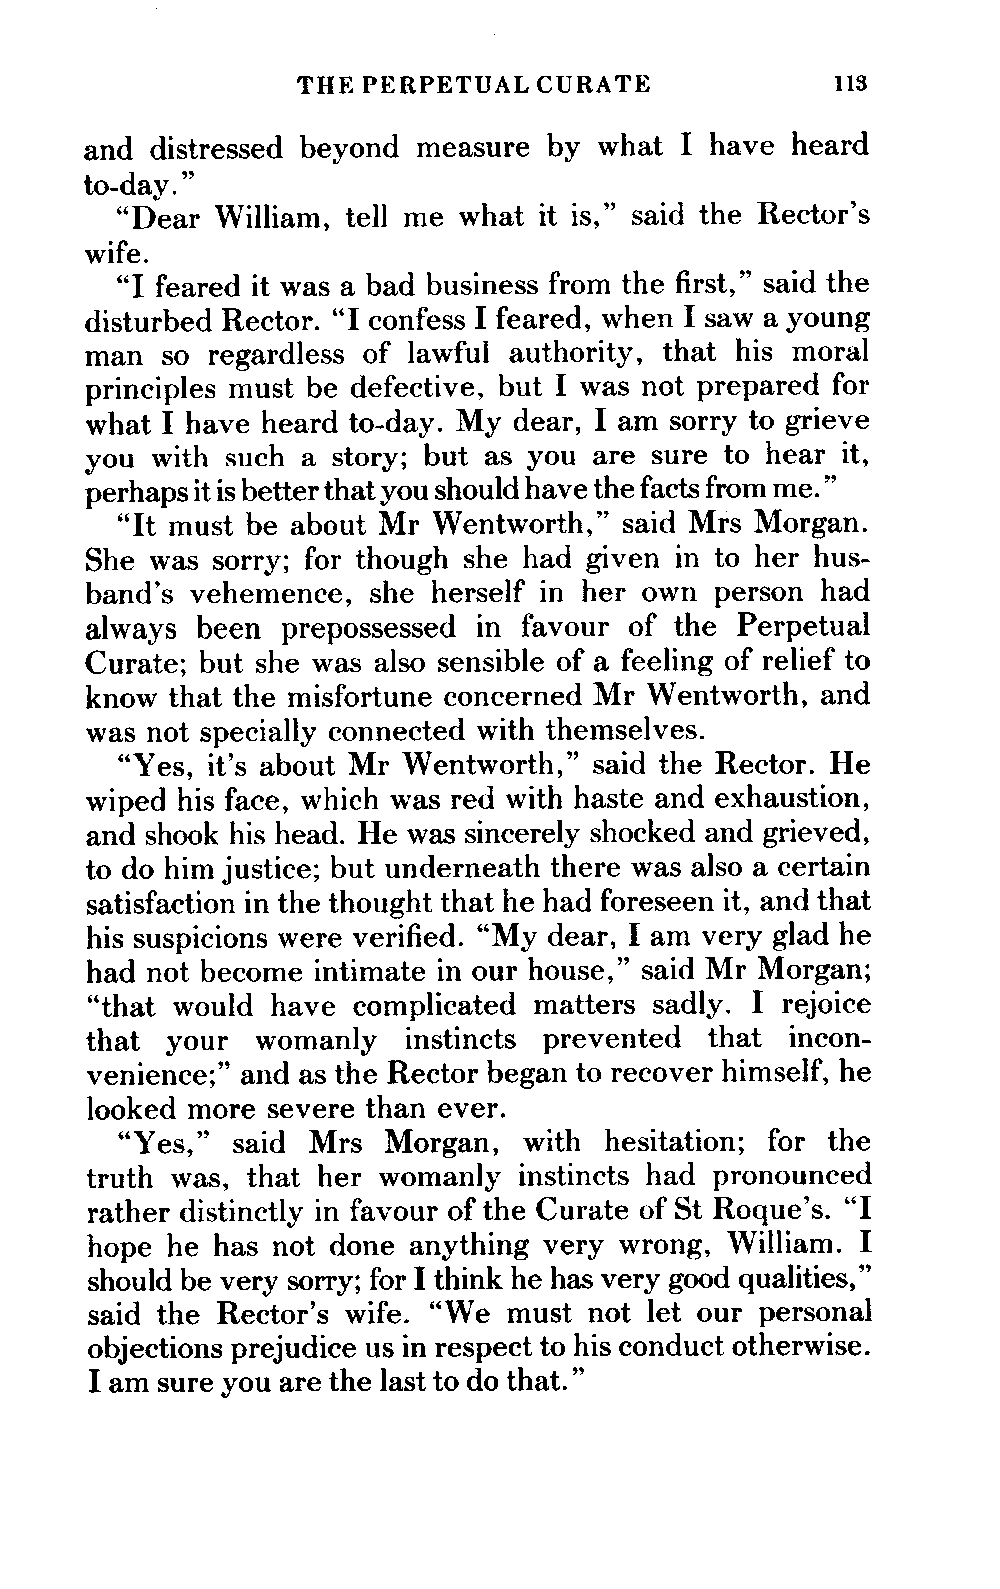 THE PERPETUAL CURATE 113
and distressed beyond measure by what I have heard
to-day.”
“Dear William, tell me what it is,” said the Rector’s
wife.
“I feared it was a bad business from the first,” said the
disturbed Rector. “I confess I feared, when I saw a young
man so regardless of lawful authority, that his moral
principles must be defective, but I was not prepared for
what I have heard to-day. My dear, I am sorry to grieve
you with such a story; but as you are sure to hear it,
perhaps it is better that you should have the facts from me.”
“It must be about Mr Wentworth,” said Mrs Morgan.
She was sorry; for though she had given in to her hus-
band’s vehemence, she herself in her own person had
always been prepossessed in favour of the Perpetual
Curate; but she was also sensible of a feeling of relief to
know that the misfortune concerned Mr Wentworth, and
was not specially connected with themselves.
“Yes, it’s about Mr Wentworth,” said the Rector. He
wiped his face, which was red with haste and exhaustion,
and shook his head. He was sincerely shocked and grieved,
to do him justice; but underneath there was also a certain
satisfaction in the thought that he had foreseen it, and that
his suspicions were verified. “My dear, I am very glad he
had not become intimate in our house,” said Mr Morgan;
“that would have complicated matters sadly. I rejoice
that your womanly instincts prevented that incon-
venience;” and as the Rector began to recover himself, he
looked more severe than ever.
“Yes,” said Mrs Morgan, with hesitation; for the
truth was, that her womanly instincts had pronounced
rather distinctly in favour of the Curate of St Roque’s. “I
hope he has not done anything very wrong, William. I
should be very sorry; for I think he has very good qualities,”
said the Rector’s wife. “We must not let our personal
objections prejudice us in respect to his conduct otherwise.
I am sure you are the last to do that.”